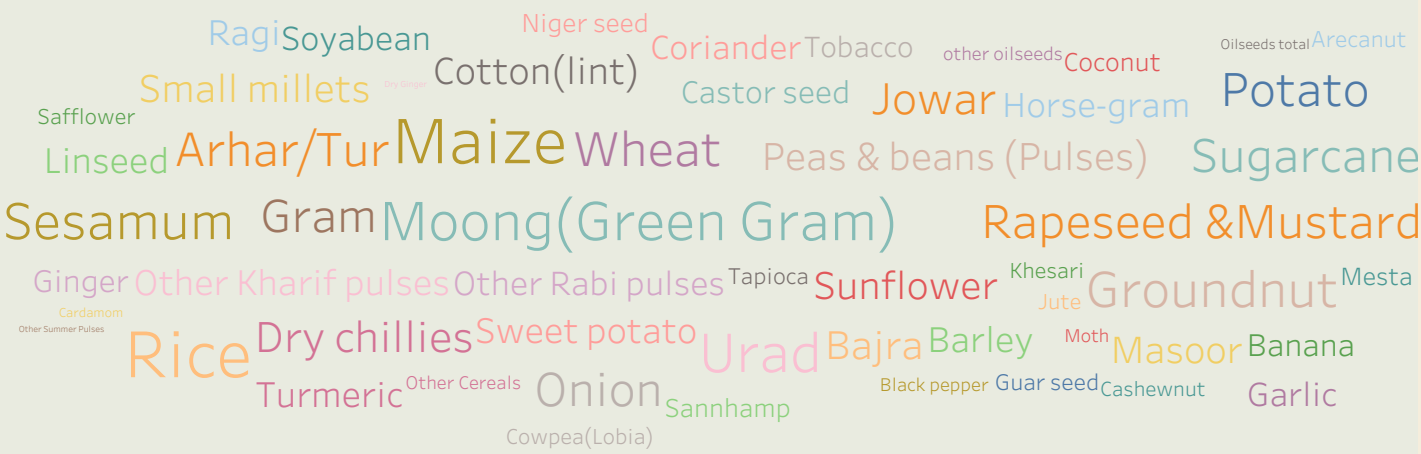 Niger seed
Ragi
Soyabean
Coriander
Tobacco
other oilseeds
Oilseeds total
Arecanut
Coconut
Small millets
Dry Ginger
Cotton(lint)
Castor seed
Jowar
Horse-gram
Potato
Safflower
Linseed
Arhar/Tur
Maize
Wheat
Peas & beans (Pulses)
Sugarcane
Sesamum
Gram
Moong(Green Gram)
Rapeseed &Mustard
Ginger
Other Kharif pulses
Other Rabi pulses
Tapioca
Sunflower
Khesari
Jute
Groundnut
Mesta
Cardamom
Other Summer Pulses
Rice
Dry chillies
Sweet potato
Urad
Bajra
Barley
Moth
Masoor
Banana
Turmeric
Other Cereals
Onion
Sannhamp
Black pepper
Guar seed
Cashewnut
Garlic
Cowpea(Lobia)